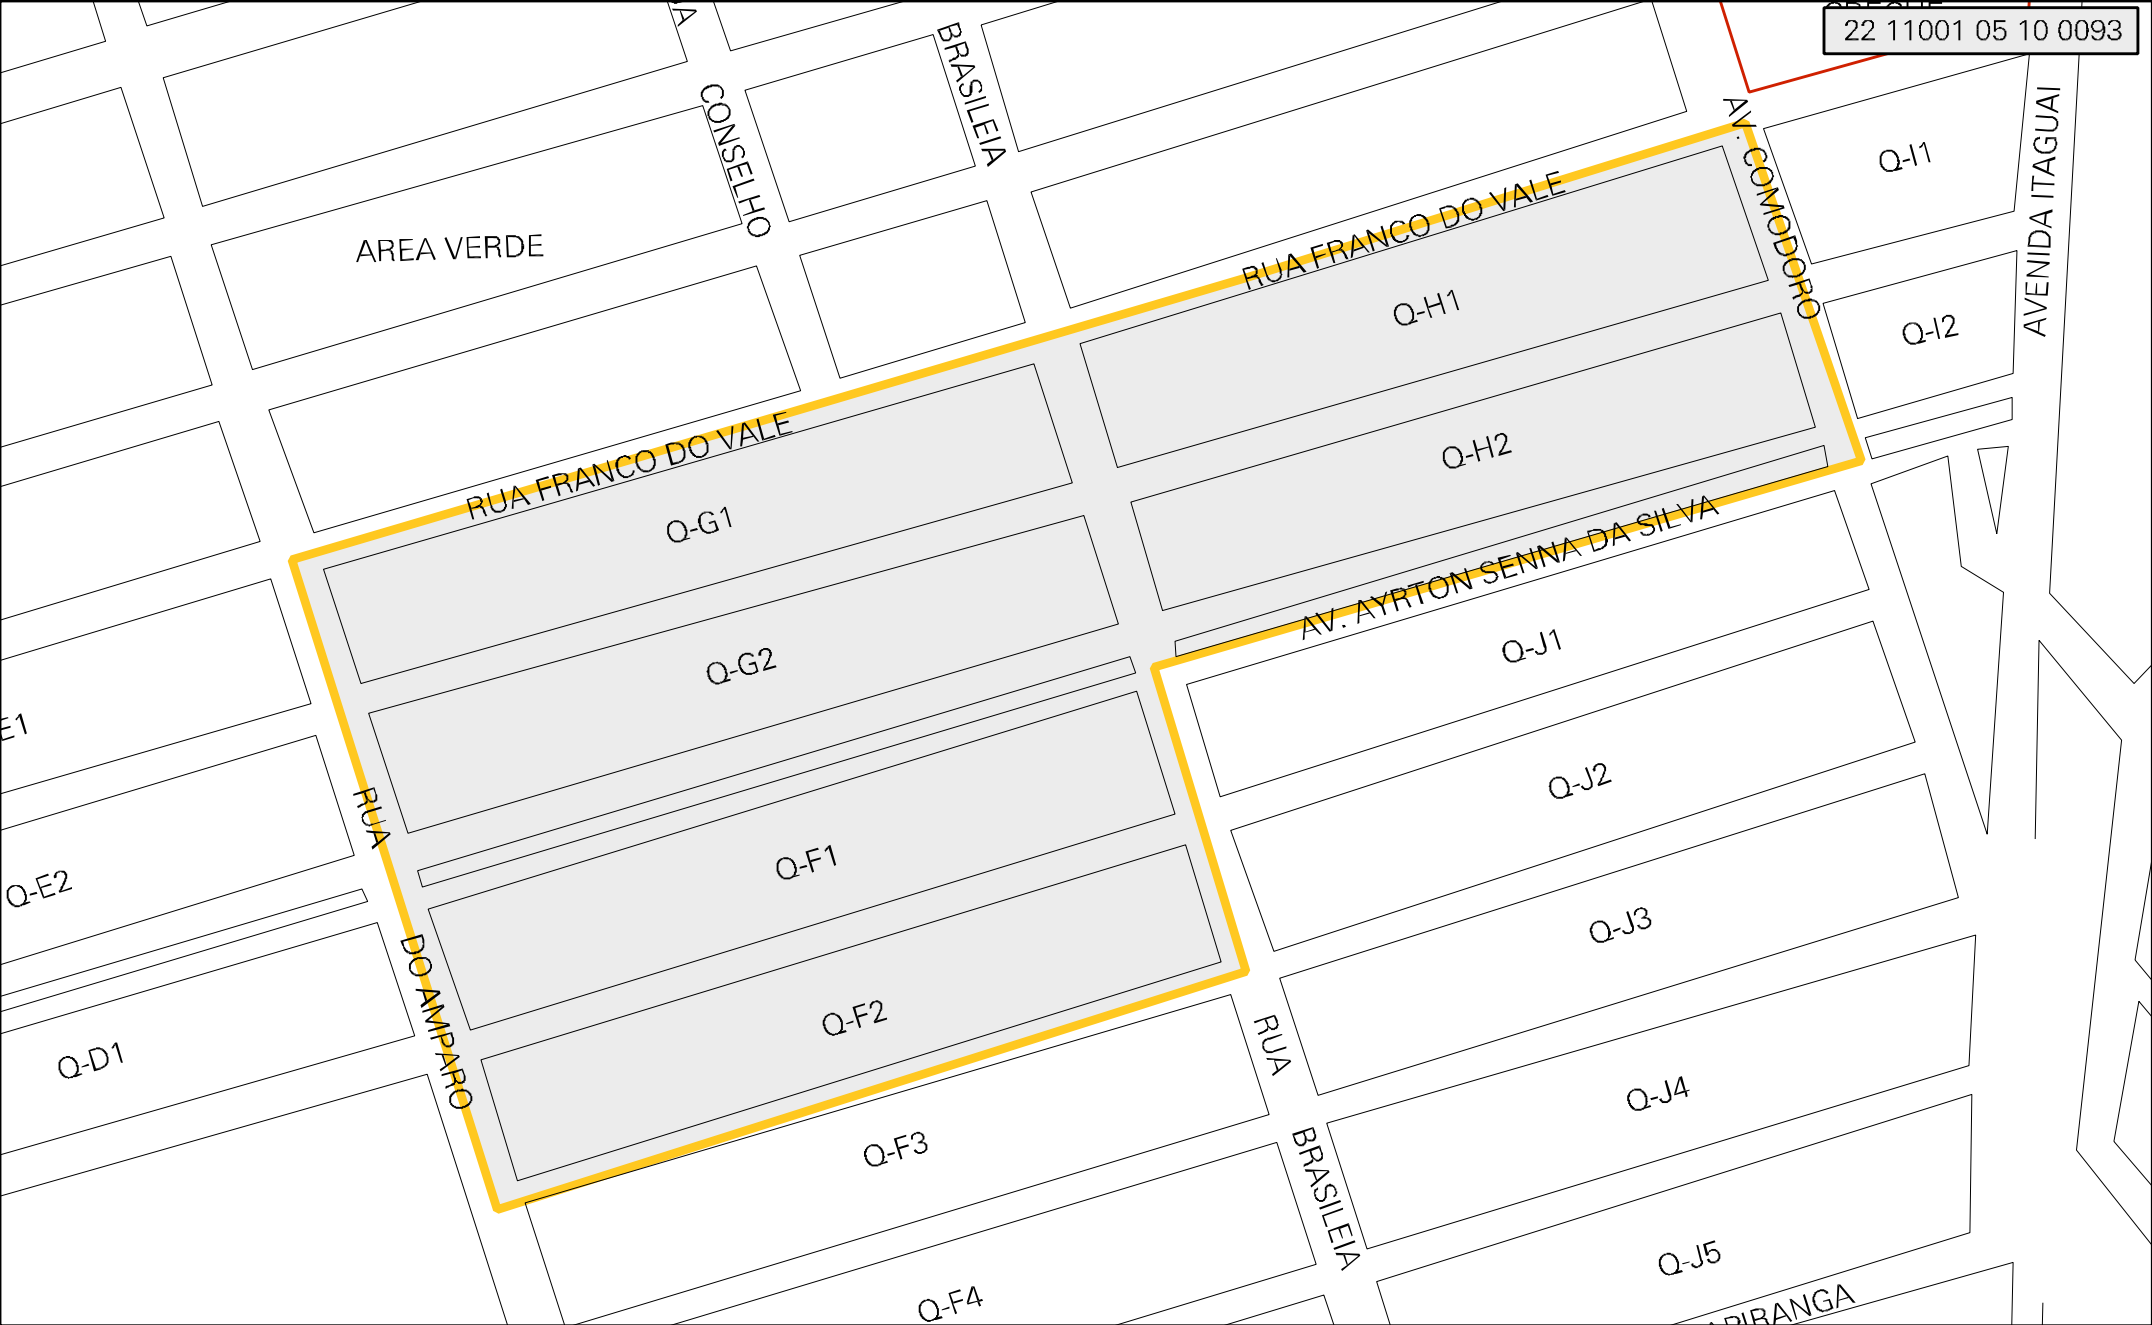 22 11001 05 10 0093
CONSELHO
BRASILEIA
AV. COMODORO
Q-I1
AVENIDA ITAGUAI
AREA VERDE
RUA FRANCO DO VALE
Q-H1
Q-I2
RUA FRANCO DO VALE
Q-H2
Q-G1
AV. AYRTON SENNA DA SILVA
Q-G2
Q-J1
E1
RUA
Q-J2
Q-F1
Q-E2
Q-J3
DO AMPARO
Q-F2
Q-D1
RUA
Q-J4
Q-F3
BRASILEIA
Q-J5
Q-F4
PIRANGA